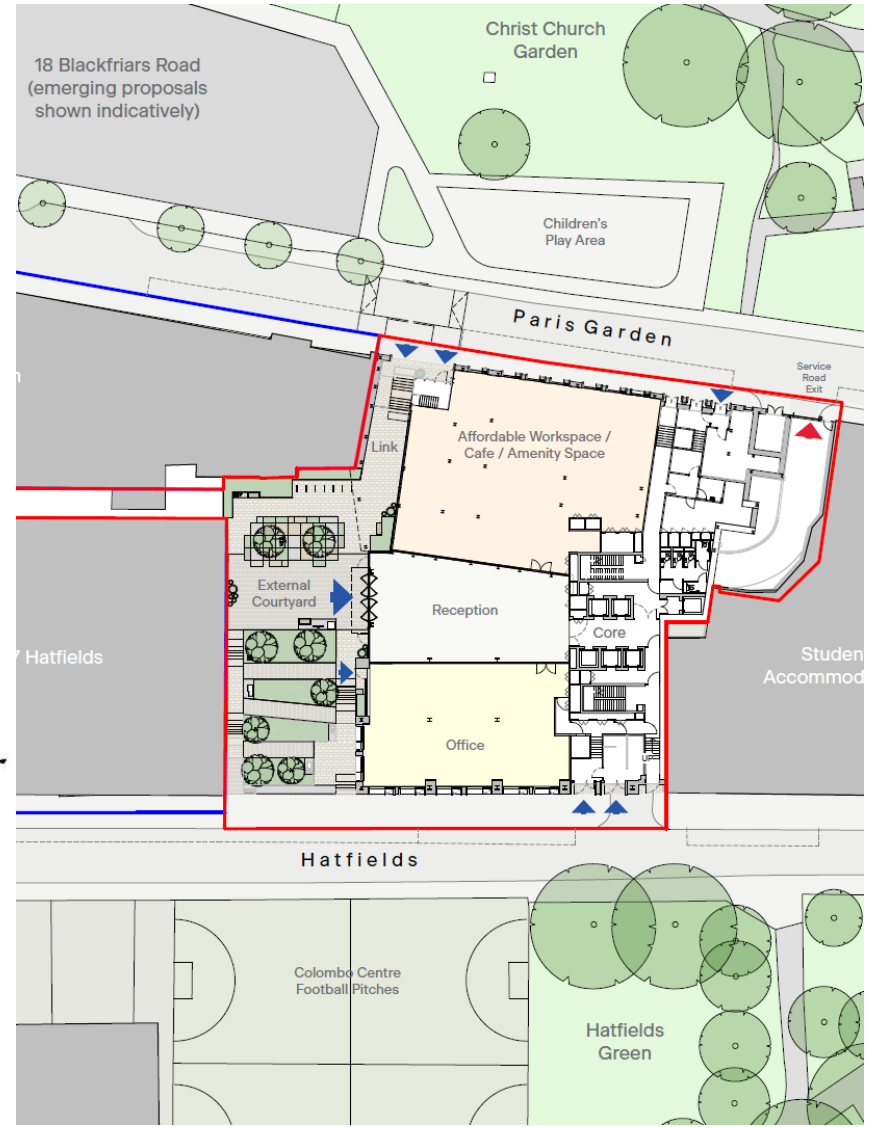 Christ Church
Garden
18 Blackfriars Road
(emerging proposals
shown indicatively)
Children's
Play Area
Paris Garden
Service
Road
Exit
Link
Affordable Workspace /
Cafe / Amenity Space
External
Courtyard
Reception
Core
7 Hatfields
Studen
Accommod
Office
UP
Hatfields
Colombo Centre
Football Pitches
Hatfields
Green